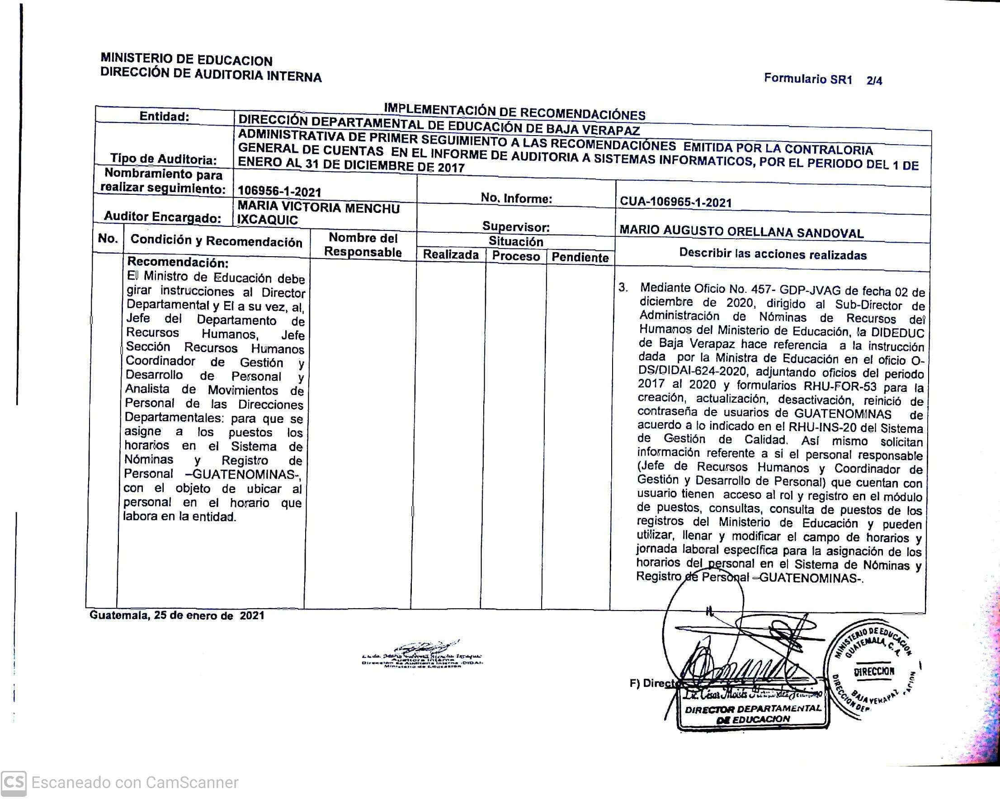 MINISTERIO DE EDUCACION
DIRECCIÓN DE AUDITORIA INTERNA
Formulario SR1 2/4
IMPLEMENTACIÓN DE RECOMENDACIÓNES
Entidad:
DIRECCIÓN DEPARTAMENTAL DE EDUCACIÓN DE BAJA VERAPAZ
Tipo de Auditoria:
ADMINISTRATIVA DE PRIMER SEGUIMIENTO A LAS RECOMENDACIÓNES EMITIDA POR LA CONTRALORIA
GENERAL DE CUENTAS EN EL INFORME DE AUDITORIA A SISTEMAS INFORMATICOS, POR EL PERIODO DEL 1 DE
ENERO AL 31 DE DICIEMBRE DE 2017
Nombramiento para
realizar seguimiento:
106956-1-2021
No. Informe:
CUA-106965-1-2021
Auditor Encargado:
MARIA VICTORIA MENCHU
IXCAQUIC
Supervisor:
MARIO AUGUSTO ORELLANA SANDOVAL
No.
Condición y Recomendación
Nombre del
Responsable
Situación
Realizada
Proceso
Pendiente
Describir las acciones realizadas
Recomendación:
El Ministro de Educación debe
girar instrucciones al Director
Departamental y El a su vez, al,
Jefe del Departamento de
Recursos Humanos, Jefe
Sección Recursos Humanos
Coordinador de Gestión y
Desarrollo de Personal y
Analista de Movimientos de
Personal de las Direcciones
Departamentales: para que se
asigne a los puestos los
horarios en el Sistema de
Nóminas y Registro de
Personal –GUATENOMINAS-,
con el objeto de ubicar al
personal en el horario que
labora en la entidad.
3. Mediante Oficio No. 457- GDP-JVAG de fecha 02 de
diciembre de 2020, dirigido al Sub-Director de
Administración de Nóminas de Recursos del
Humanos del Ministerio de Educación, la DIDEDUC
de Baja Verapaz hace referencia a la instrucción
dada por la Ministra de Educación en el oficio O-
DS/DIDAI-624-2020, adjuntando oficios del periodo
2017 al 2020 y formularios RHU-FOR-53 para la
creación, actualización, desactivación, reinició de
contraseña de usuarios de GUATENOMINAS de
acuerdo a lo indicado en el RHU-INS-20 del Sistema
de Gestión de Calidad. Así mismo solicitan
información referente a si el personal responsable
(Jefe de Recursos Humanos y Coordinador de
Gestión y Desarrollo de Personal) que cuentan con
usuario tienen acceso al rol y registro en el módulo
de puestos, consultas, consulta de puestos de los
registros del Ministerio de Educación y pueden
utilizar, llenar y modificar el campo de horarios y
jornada laboral específica para la asignación de los
horarios del personal en el Sistema de Nóminas y
Registro de Personal –GUATENOMINAS-.
Guatemala, 25 de enero de 2021
Auditora Interna
Dirección de Auditoria Interna -DIDAI-
Ministerio de Educación
F) Director
Lic. César Moisés
DIRECTOR DEPARTAMENTAL
DE EDUCACION
MINISTERIO DE EDUCACION
GUATEMALA, C. A.
DIRECCION
BAJA VERAPAZ
CS Escaneado con CamScanner